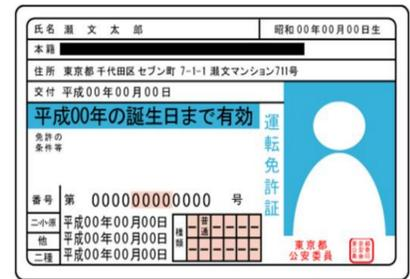 氏名 瀬 文 太 郎 昭和00年00月00日生
本籍
住所 東京都 千代田区 セブン町 7-1-1 瀬文マンション711号
交付 平成00年00月00日
平成00年の誕生日まで有効
免許の
条件等
運転免許証
番号 第 000000000000 号
二・小・原 平成00年00月00日
他 平成00年00月00日
二種 平成00年00月00日
種類 普通
東京都
公安委員